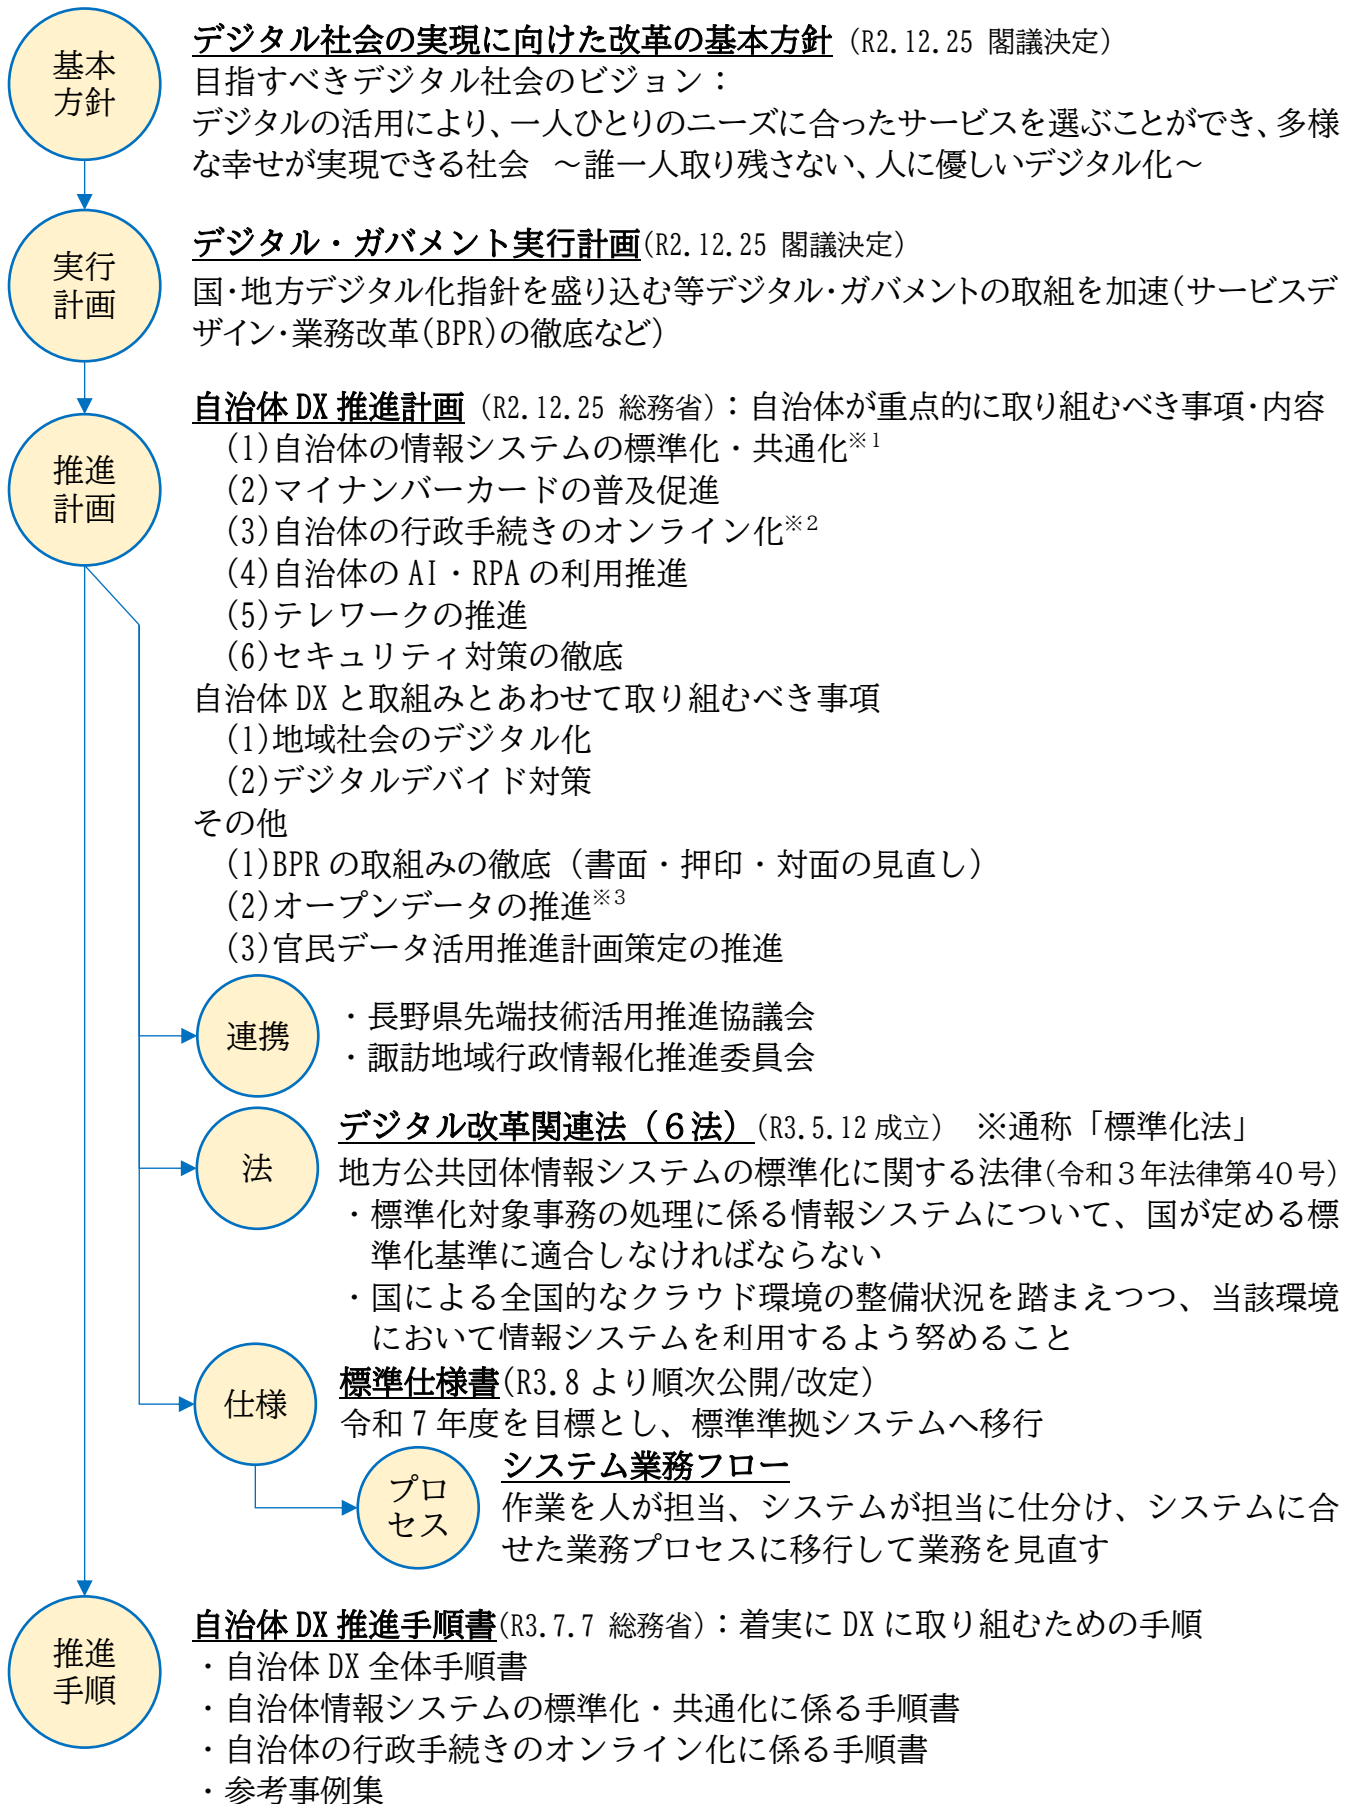 基本
方針
デジタル社会の実現に向けた改革の基本方針（R2.12.25 閣議決定）
目指すべきデジタル社会のビジョン：
デジタルの活用により、一人ひとりのニーズに合ったサービスを選ぶことができ、多様
な幸せが実現できる社会　～誰一人取り残さない、人に優しいデジタル化～
実行
計画
デジタル・ガバメント実行計画(R2.12.25 閣議決定)
国・地方デジタル化指針を盛り込む等デジタル・ガバメントの取組を加速（サービスデ
ザイン・業務改革（BPR）の徹底など）
推進
計画
自治体 DX 推進計画（R2.12.25 総務省）：自治体が重点的に取り組むべき事項・内容
(1)自治体の情報システムの標準化・共通化※1
(2)マイナンバーカードの普及促進
(3)自治体の行政手続きのオンライン化※2
(4)自治体の AI・RPA の利用推進
(5)テレワークの推進
(6)セキュリティ対策の徹底
自治体 DX と取組みとあわせて取り組むべき事項
(1)地域社会のデジタル化
(2)デジタルデバイド対策
その他
(1)BPR の取組みの徹底（書面・押印・対面の見直し）
(2)オープンデータの推進※3
(3)官民データ活用推進計画策定の推進
連携
・長野県先端技術活用推進協議会
・諏訪地域行政情報化推進委員会
法
デジタル改革関連法（６法）(R3.5.12 成立)　※通称「標準化法」
地方公共団体情報システムの標準化に関する法律(令和３年法律第４０号)
・標準化対象事務の処理に係る情報システムについて、国が定める標
準化基準に適合しなければならない
・国による全国的なクラウド環境の整備状況を踏まえつつ、当該環境
において情報システムを利用するよう努めること
仕様
標準仕様書(R3.8 より順次公開/改定)
令和 7 年度を目標とし、標準準拠システムへ移行
プロ
セス
システム業務フロー
作業を人が担当、システムが担当に仕分け、システムに合
せた業務プロセスに移行して業務を見直す
推進
手順
自治体 DX 推進手順書(R3.7.7 総務省)：着実に DX に取り組むための手順
・自治体 DX 全体手順書
・自治体情報システムの標準化・共通化に係る手順書
・自治体の行政手続きのオンライン化に係る手順書
・参考事例集